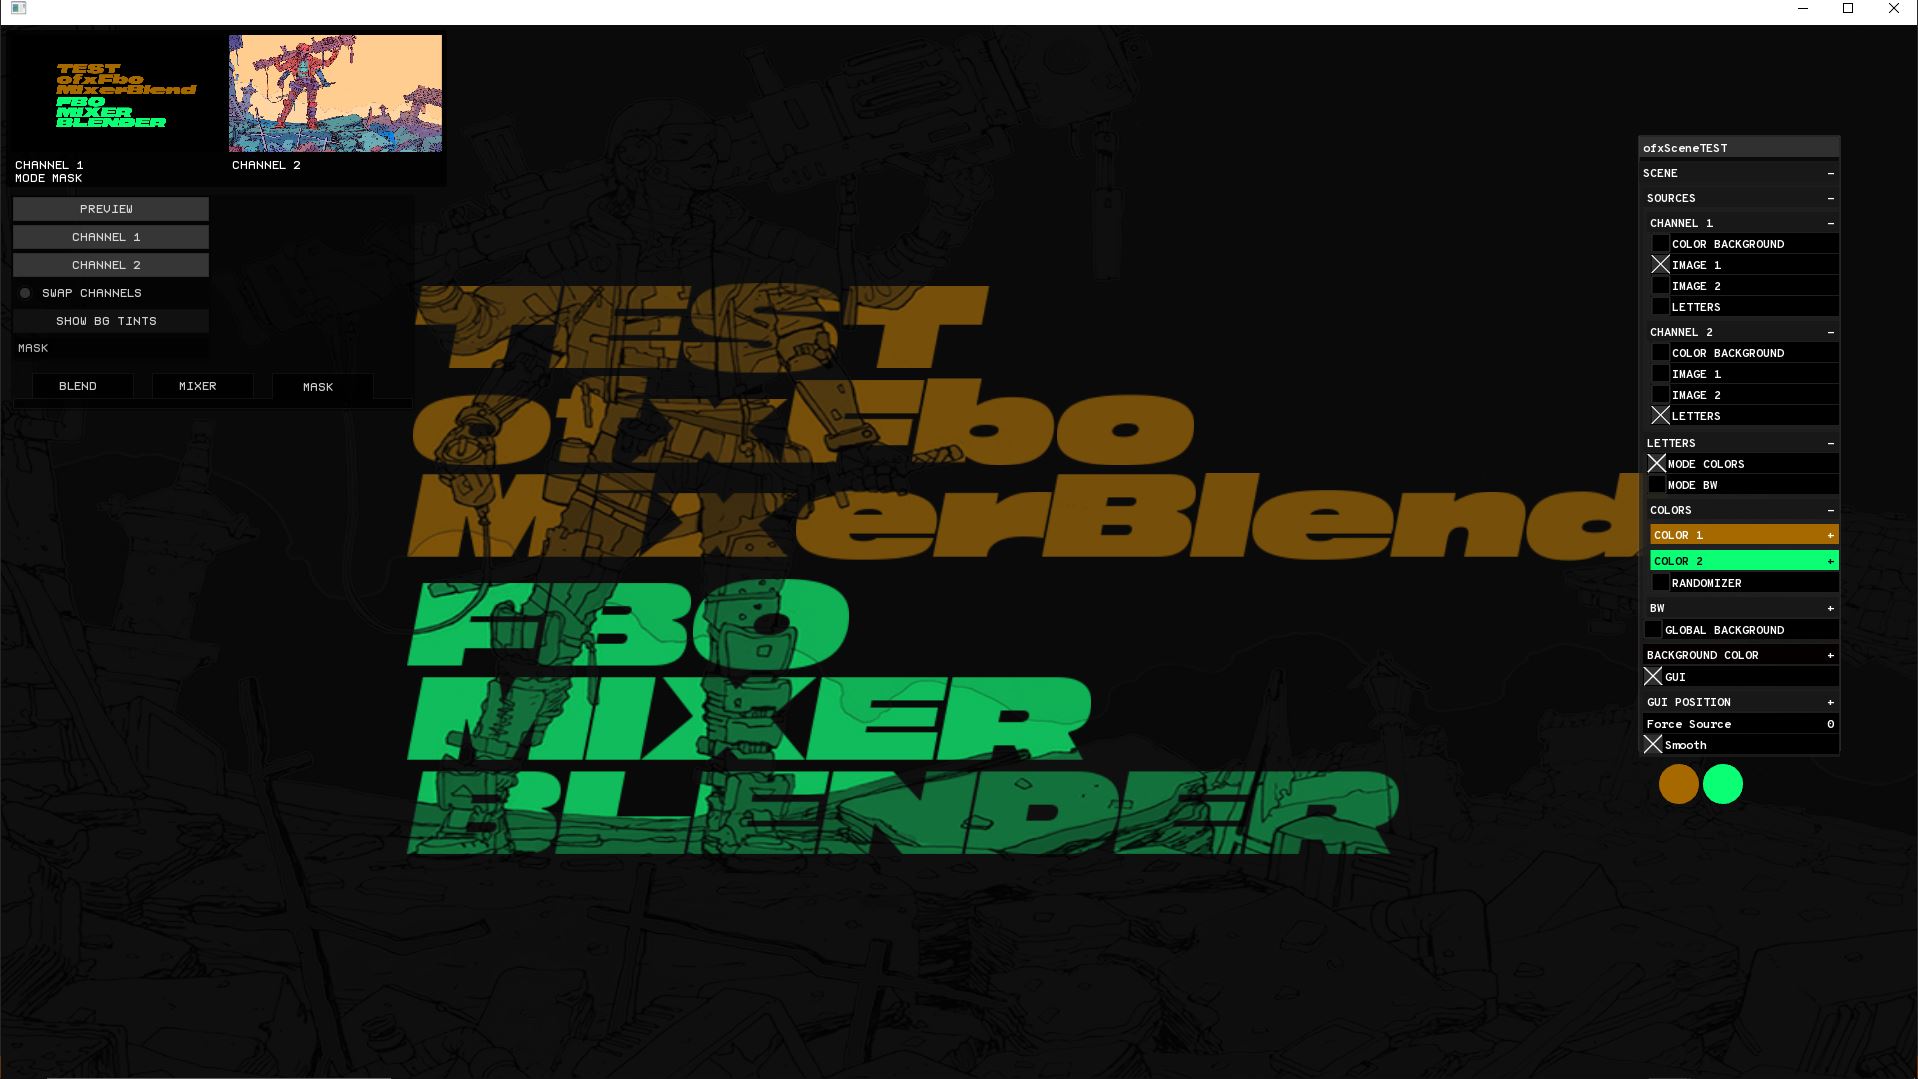 TEST
ofxFbo
MixerBlend
FBO
MIXER
BLENDER
CHANNEL 1
MODE MASK
CHANNEL 2
PREVIEW
CHANNEL 1
CHANNEL 2
SWAP CHANNELS
SHOW BG TINTS
MASK
BLEND
MIXER
MASK
TEST
ofxFbo
MixerBlend
FBO
MIXER
BLENDER
ofxSceneTEST
SCENE -
SOURCES -
CHANNEL 1 -
COLOR BACKGROUND
IMAGE 1
IMAGE 2
LETTERS
CHANNEL 2 -
COLOR BACKGROUND
IMAGE 1
IMAGE 2
LETTERS
LETTERS -
MODE COLORS
MODE BW
COLORS -
COLOR 1 +
COLOR 2 +
RANDOMIZER
BW +
GLOBAL BACKGROUND
BACKGROUND COLOR +
GUI
GUI POSITION +
Force Source 0
Smooth